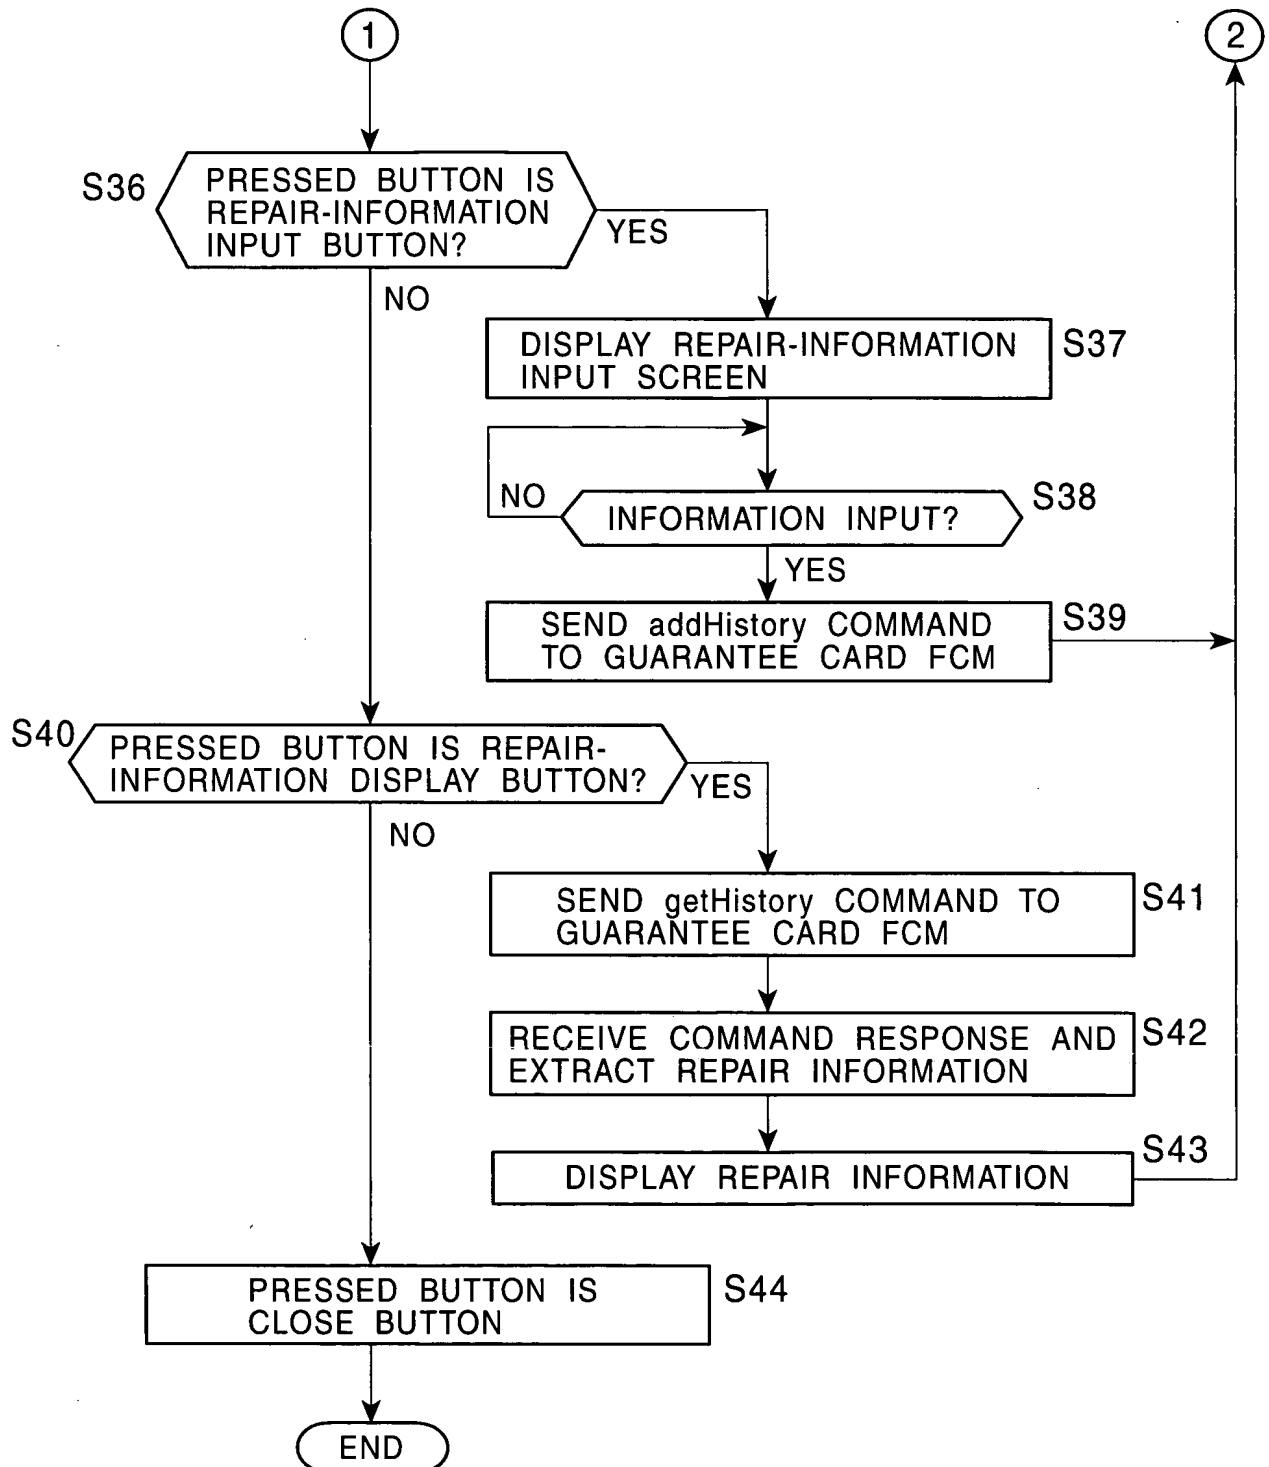 1
2
S36
PRESSED BUTTON IS
REPAIR-INFORMATION
INPUT BUTTON?
YES
NO
DISPLAY REPAIR-INFORMATION
INPUT SCREEN
S37
NO
INFORMATION INPUT?
S38
YES
SEND addHistory COMMAND
TO GUARANTEE CARD FCM
S39
S40
PRESSED BUTTON IS REPAIR-
INFORMATION DISPLAY BUTTON?
YES
NO
SEND getHistory COMMAND TO
GUARANTEE CARD FCM
S41
RECEIVE COMMAND RESPONSE AND
EXTRACT REPAIR INFORMATION
S42
DISPLAY REPAIR INFORMATION
S43
PRESSED BUTTON IS
CLOSE BUTTON
S44
END